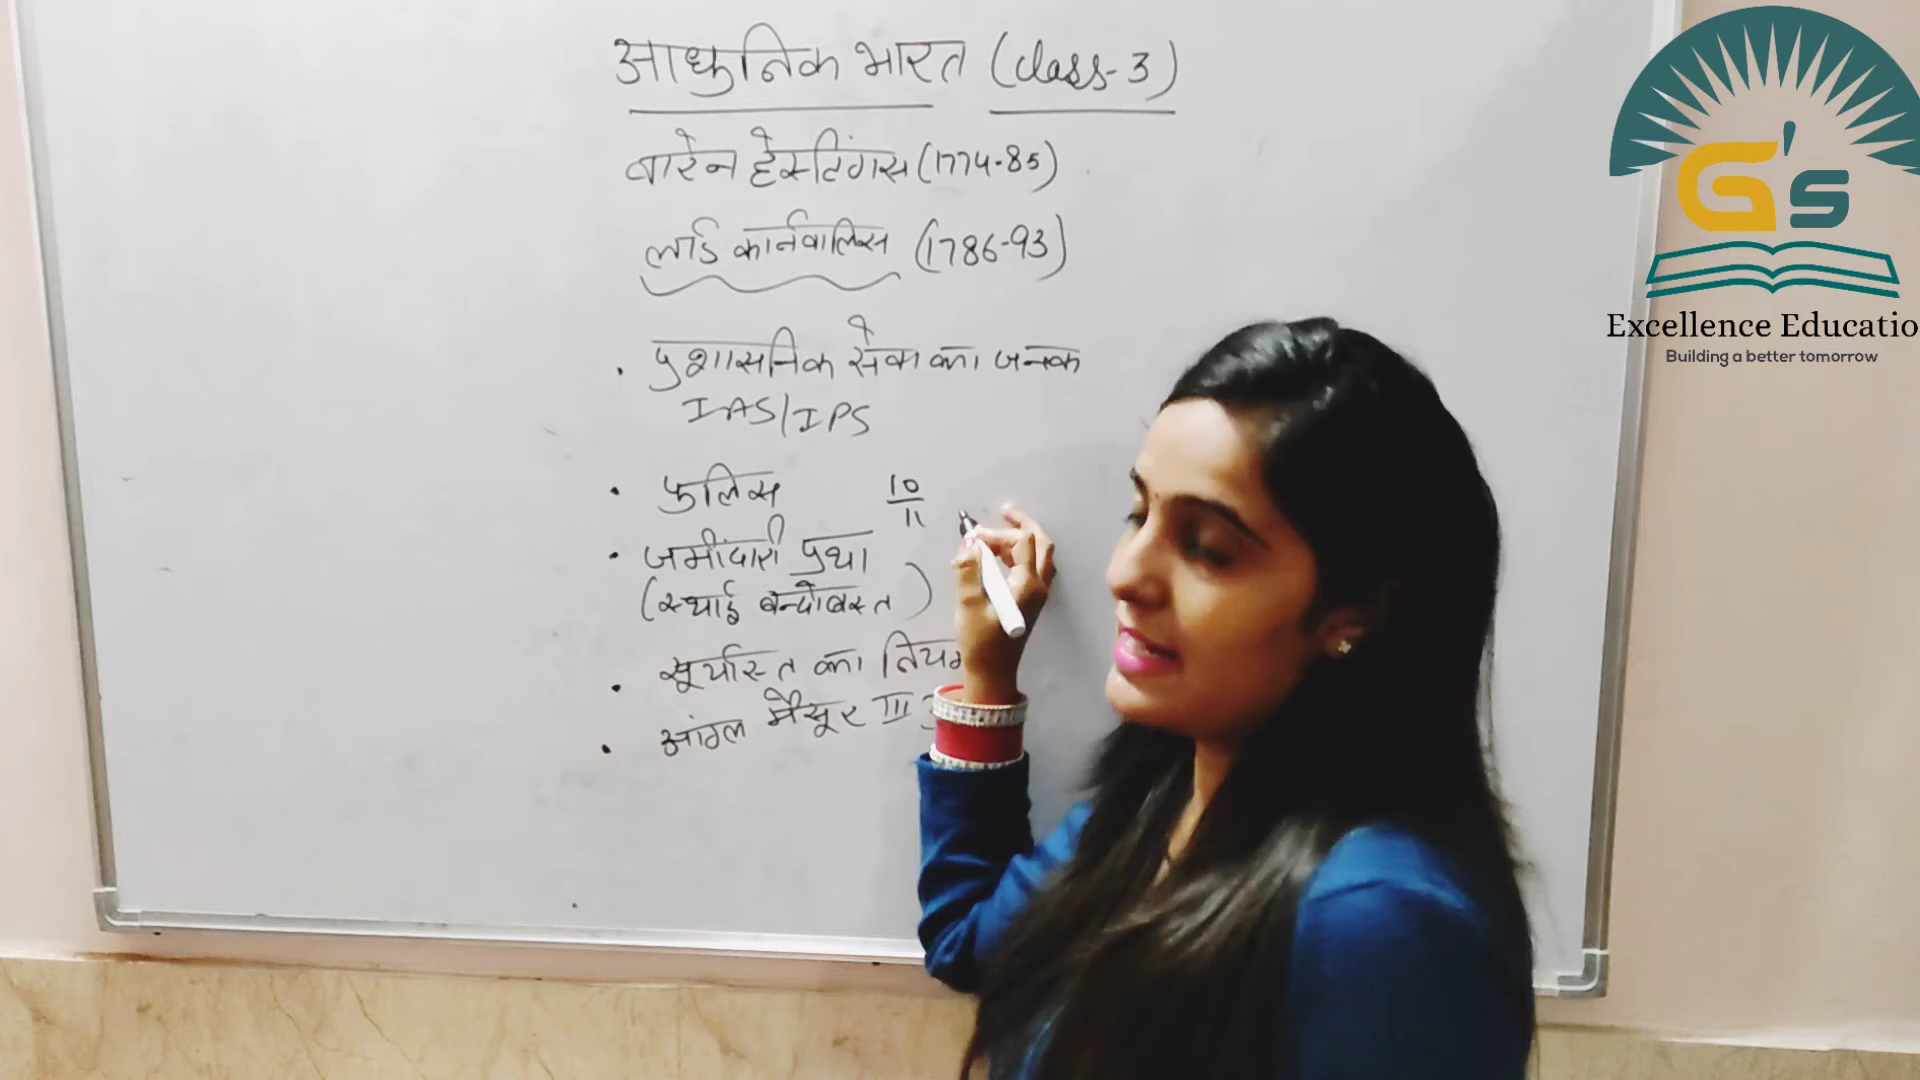 आधुनिक भारत (class-3)
वारेन हेस्टिंगस (1774-85)
लार्ड कार्नवालिस (1786-93)
. प्रशासनिक सेवा का जनक
IAS/IPS
• पुलिस
10
11
• जमींदारी प्रथा
(स्थाई बन्दोबस्त)
• सूर्यास्त का नियम
• आंग्ल मैसूर III
G's
Excellence Educatio
Building a better tomorrow